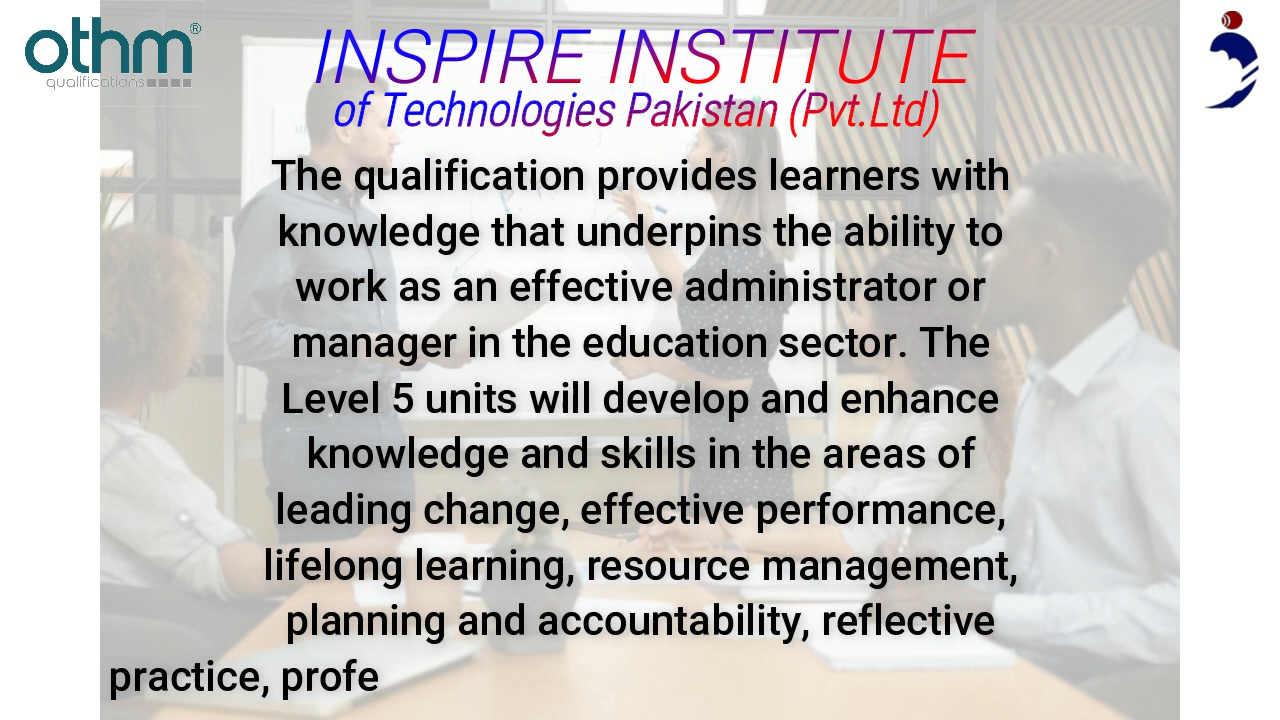 othm®
qualifications
INSPIRE INSTITUTE
of Technologies Pakistan (Pvt.Ltd)
The qualification provides learners with
knowledge that underpins the ability to
work as an effective administrator or
manager in the education sector. The
Level 5 units will develop and enhance
knowledge and skills in the areas of
leading change, effective performance,
lifelong learning, resource management,
planning and accountability, reflective
practice, profe